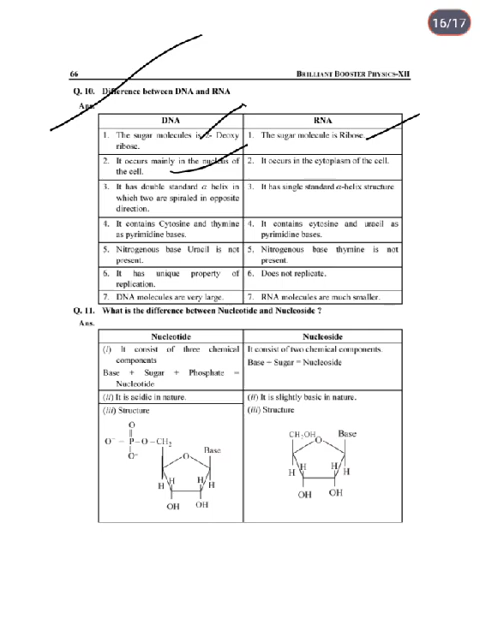 16/17
66 BRILLIANT BOOSTER PHYSICS-XII
Q. 10. Difference between DNA and RNA
Ans.
DNA RNA
1. The sugar molecules is 2- Deoxy 1. The sugar molecule is Ribose.
ribose.
2. It occurs mainly in the nucleus of 2. It occurs in the cytoplasm of the cell.
the cell.
3. It has double standard α helix in 3. It has single standard α-helix structure
which two are spiraled in opposite
direction.
4. It contains Cytosine and thymine 4. It contains cytosine and uracil as
as pyrimidine bases. pyrimidine bases.
5. Nitrogenous base Uracil is not 5. Nitrogenous base thymine is not
present. present.
6. It has unique property of 6. Does not replicate.
replication.
7. DNA molecules are very large. 7. RNA molecules are much smaller.
Q. 11. What is the difference between Nucleotide and Nucleoside ?
Ans.
Nucleotide Nucleoside
(i) It consist of three chemical It consist of two chemical components.
components Base + Sugar = Nucleoside
Base + Sugar + Phosphate =
Nucleotide
(ii) It is acidic in nature. (ii) It is slightly basic in nature.
(iii) Structure (iii) Structure
O
O⁻ – P – O – CH₂ CH₂OH Base
O⁻ O Base O
H H H H H H H H
OH OH OH OH